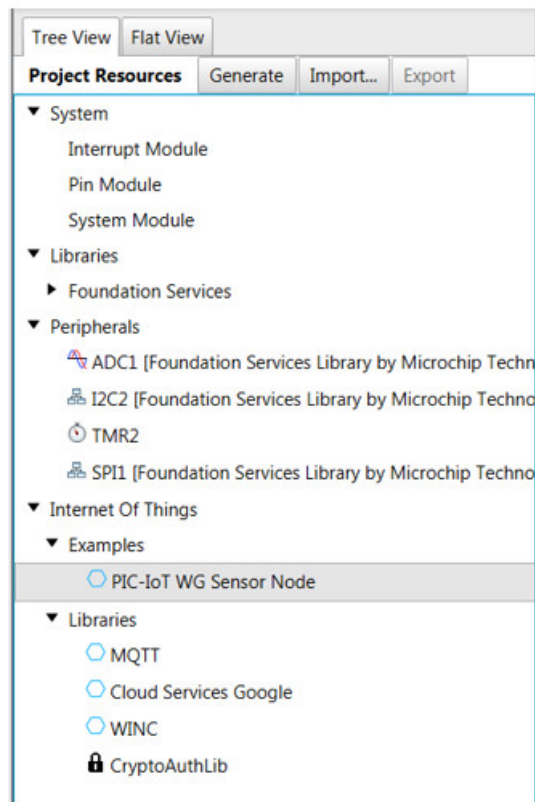 Tree View Flat View
Project Resources Generate Import... Export
System
Interrupt Module
Pin Module
System Module
Libraries
Foundation Services
Peripherals
ADC1 [Foundation Services Library by Microchip Techn
I2C2 [Foundation Services Library by Microchip Techno
TMR2
SPI1 [Foundation Services Library by Microchip Techno
Internet Of Things
Examples
PIC-IoT WG Sensor Node
Libraries
MQTT
Cloud Services Google
WINC
CryptoAuthLib